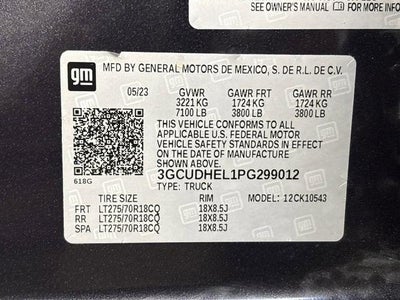 SEE OWNER'S MANUAL FOR MORE INFO
gm
MFD BY GENERAL MOTORS DE MEXICO, S. DE R.L. DE C.V.
05/23 GVWR GAWR FRT GAWR RR
3221 KG 1724 KG 1724 KG
7100 LB 3800 LB 3800 LB
THIS VEHICLE CONFORMS TO ALL
APPLICABLE U.S. FEDERAL MOTOR
VEHICLE SAFETY STANDARDS IN EFFECT
ON THE DATE OF MANUFACTURE
SHOWN ABOVE.
618G
3GCUDHEL1PG299012
TYPE: TRUCK MODEL: 12CK10543
TIRE SIZE RIM
FRT LT275/70R18CQ 18X8.5J
RR LT275/70R18CQ 18X8.5J
SPA LT275/70R18CQ 18X8.5J